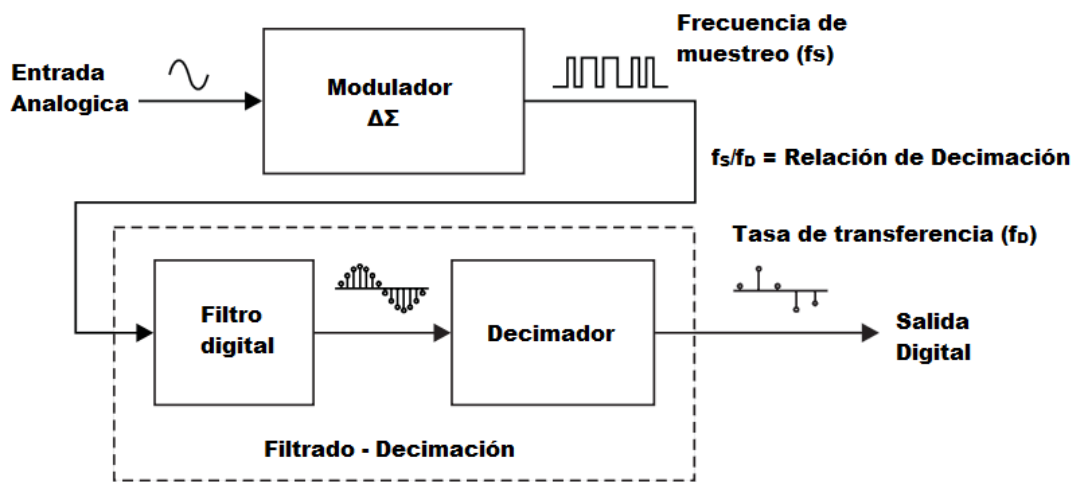 Entrada
Analogica
Modulador
ΔΣ
Frecuencia de
muestreo (fs)
fS/fD = Relación de Decimación
Tasa de transferencia (fD)
Filtro
digital
Decimador
Salida
Digital
Filtrado - Decimación